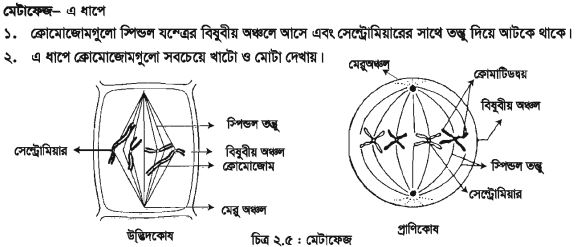 মেটাফেজ– এ ধাপে
১. ক্রোমোজোমগুলো স্পিন্ডল যন্ত্রের বিষুবীয় অঞ্চলে আসে এবং সেন্ট্রোমিয়ারের সাথে তন্তু দিয়ে আটকে থাকে।
২. এ ধাপে ক্রোমোজোমগুলো সবচেয়ে খাটো ও মোটা দেখায়।
মেরুঅঞ্চল
ক্রোমাটিডদ্বয়
স্পিন্ডল তন্তু
বিষুবীয় অঞ্চল
সেন্ট্রোমিয়ার
বিষুবীয় অঞ্চল
ক্রোমোজোম
স্পিন্ডল তন্তু
সেন্ট্রোমিয়ার
মেরু অঞ্চল
উদ্ভিদকোষ
চিত্র ২.৫ : মেটাফেজ
প্রাণিকোষ